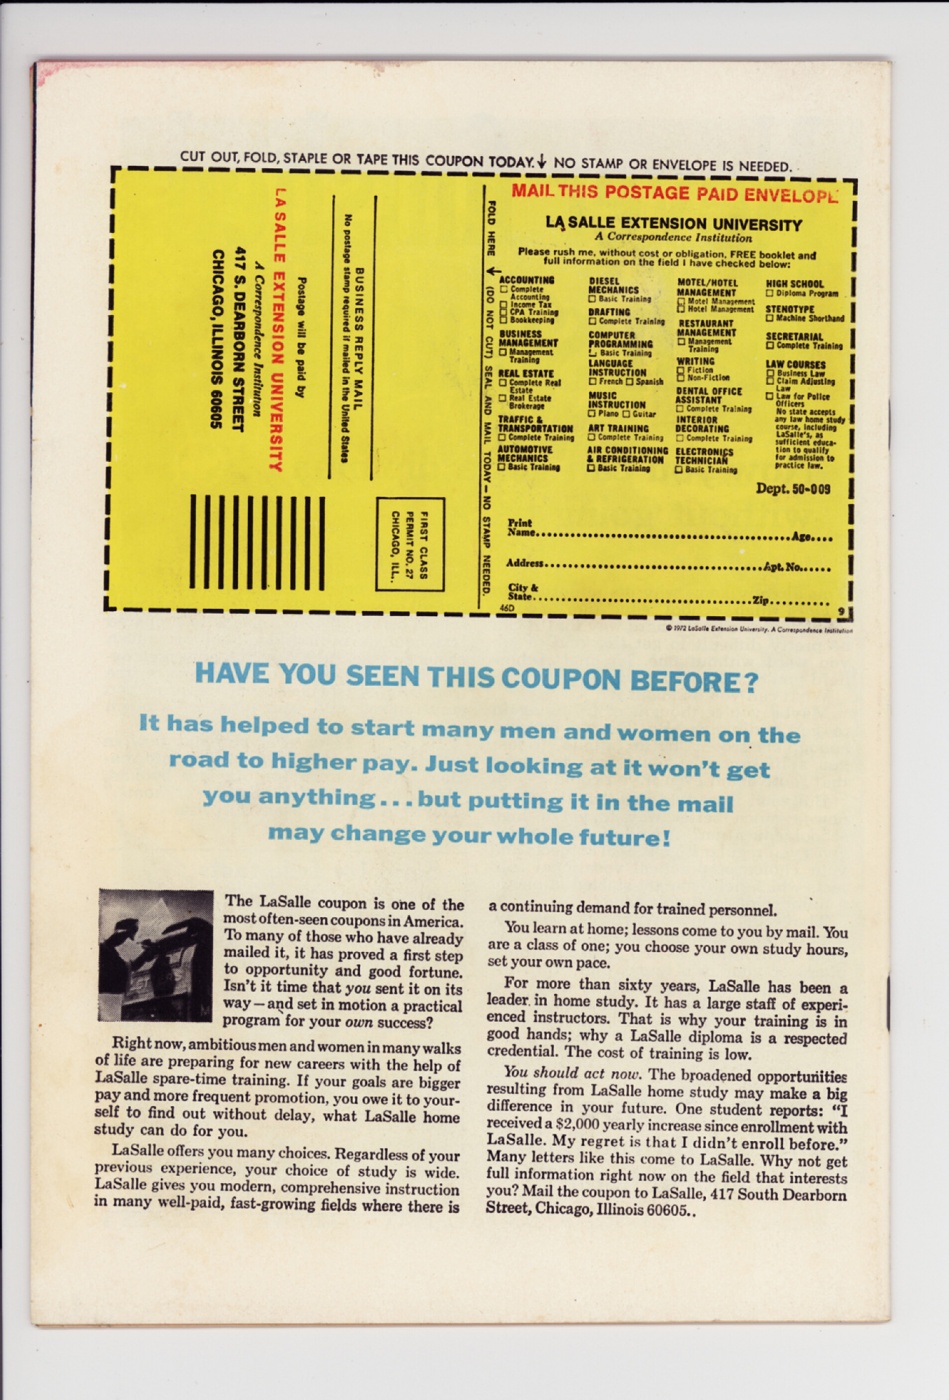 CUT OUT, FOLD, STAPLE OR TAPE THIS COUPON TODAY.↓ NO STAMP OR ENVELOPE IS NEEDED.
LA SALLE EXTENSION UNIVERSITY
A Correspondence Institution
417 S. DEARBORN STREET
CHICAGO, ILLINOIS 60605
Postage will be paid by
No postage stamp required if mailed in the United States
BUSINESS REPLY MAIL
FIRST CLASS
PERMIT NO. 27
CHICAGO, ILL.
FOLD HERE ↓ (DO NOT CUT) SEAL AND MAIL TODAY — NO STAMP NEEDED.
MAIL THIS POSTAGE PAID ENVELOPE
LA SALLE EXTENSION UNIVERSITY
A Correspondence Institution
Please rush me, without cost or obligation, FREE booklet and
full information on the field I have checked below:
ACCOUNTING
☐ Complete
Accounting
☐ Income Tax
☐ CPA Training
☐ Bookkeeping
BUSINESS
MANAGEMENT
☐ Management
Training
REAL ESTATE
☐ Complete Real
Estate
☐ Real Estate
Brokerage
TRAFFIC &
TRANSPORTATION
☐ Complete Training
AUTOMOTIVE
MECHANICS
☐ Basic Training
DIESEL
MECHANICS
☐ Basic Training
DRAFTING
☐ Complete Training
COMPUTER
PROGRAMMING
☐ Basic Training
LANGUAGE
INSTRUCTION
☐ French ☐ Spanish
MUSIC
INSTRUCTION
☐ Piano ☐ Guitar
ART TRAINING
☐ Complete Training
AIR CONDITIONING
& REFRIGERATION
☐ Basic Training
MOTEL/HOTEL
MANAGEMENT
☐ Motel Management
☐ Hotel Management
RESTAURANT
MANAGEMENT
☐ Management
Training
WRITING
☐ Fiction
☐ Non-Fiction
DENTAL OFFICE
ASSISTANT
☐ Complete Training
INTERIOR
DECORATING
☐ Complete Training
ELECTRONICS
TECHNICIAN
☐ Basic Training
HIGH SCHOOL
☐ Diploma Program
STENOTYPE
☐ Machine Shorthand
SECRETARIAL
☐ Complete Training
LAW COURSES
☐ Business Law
☐ Claim Adjusting
Law
☐ Law for Police
Officers
No state accepts
any law home study
course, including
LaSalle's, as
sufficient educa-
tion to qualify
for admission to
practice law.
Dept. 50-009
Print
Name Age
Address Apt. No.
City &
State Zip
46D
9
© 1972 LaSalle Extension University. A Correspondence Institution
HAVE YOU SEEN THIS COUPON BEFORE?
It has helped to start many men and women on the
road to higher pay. Just looking at it won't get
you anything...but putting it in the mail
may change your whole future!
The LaSalle coupon is one of the
most often-seen coupons in America.
To many of those who have already
mailed it, it has proved a first step
to opportunity and good fortune.
Isn't it time that you sent it on its
way—and set in motion a practical
program for your own success?
Right now, ambitious men and women in many walks
of life are preparing for new careers with the help of
LaSalle spare-time training. If your goals are bigger
pay and more frequent promotion, you owe it to your-
self to find out without delay, what LaSalle home
study can do for you.
LaSalle offers you many choices. Regardless of your
previous experience, your choice of study is wide.
LaSalle gives you modern, comprehensive instruction
in many well-paid, fast-growing fields where there is
a continuing demand for trained personnel.
You learn at home; lessons come to you by mail. You
are a class of one; you choose your own study hours,
set your own pace.
For more than sixty years, LaSalle has been a
leader in home study. It has a large staff of experi-
enced instructors. That is why your training is in
good hands; why a LaSalle diploma is a respected
credential. The cost of training is low.
You should act now. The broadened opportunities
resulting from LaSalle home study may make a big
difference in your future. One student reports: "I
received a $2,000 yearly increase since enrollment with
LaSalle. My regret is that I didn't enroll before."
Many letters like this come to LaSalle. Why not get
full information right now on the field that interests
you? Mail the coupon to LaSalle, 417 South Dearborn
Street, Chicago, Illinois 60605..